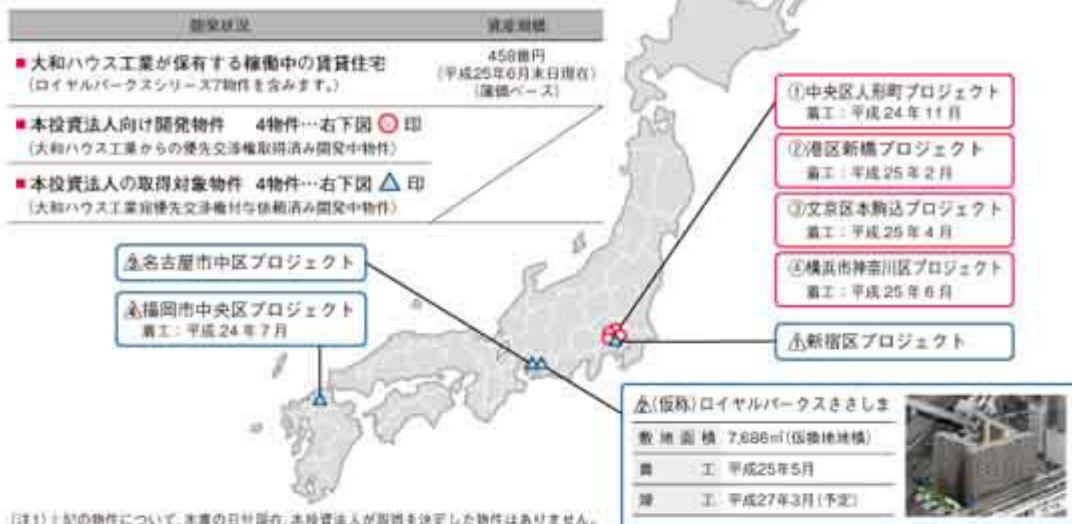 開発状況 資産規模
■大和ハウス工業が保有する稼働中の賃貸住宅
(ロイヤルパークスシリーズ7物件を含みます。)
458億円
(平成25年6月末日現在)
(簿価ベース)
■本投資法人向け開発物件 4物件…右下図◎印
(大和ハウス工業からの優先交渉権取得済み開発中物件)
■本投資法人の取得対象物件 4物件…右下図△印
(大和ハウス工業宛優先交渉権付与依頼済み開発中物件)
①中央区人形町プロジェクト
着工:平成24年11月
②港区新橋プロジェクト
着工:平成25年2月
③文京区本駒込プロジェクト
着工:平成25年4月
④横浜市神奈川区プロジェクト
着工:平成25年6月
名古屋市中区プロジェクト
福岡市中央区プロジェクト
着工:平成24年7月
新宿区プロジェクト
(仮称)ロイヤルパークスささしま
敷地面積 7,686㎡(仮換地地積)
着工 平成25年5月
竣工 平成27年3月(予定)
(注1)上記の物件について、本書の日付現在、本投資法人が取得を決定した物件はありません。